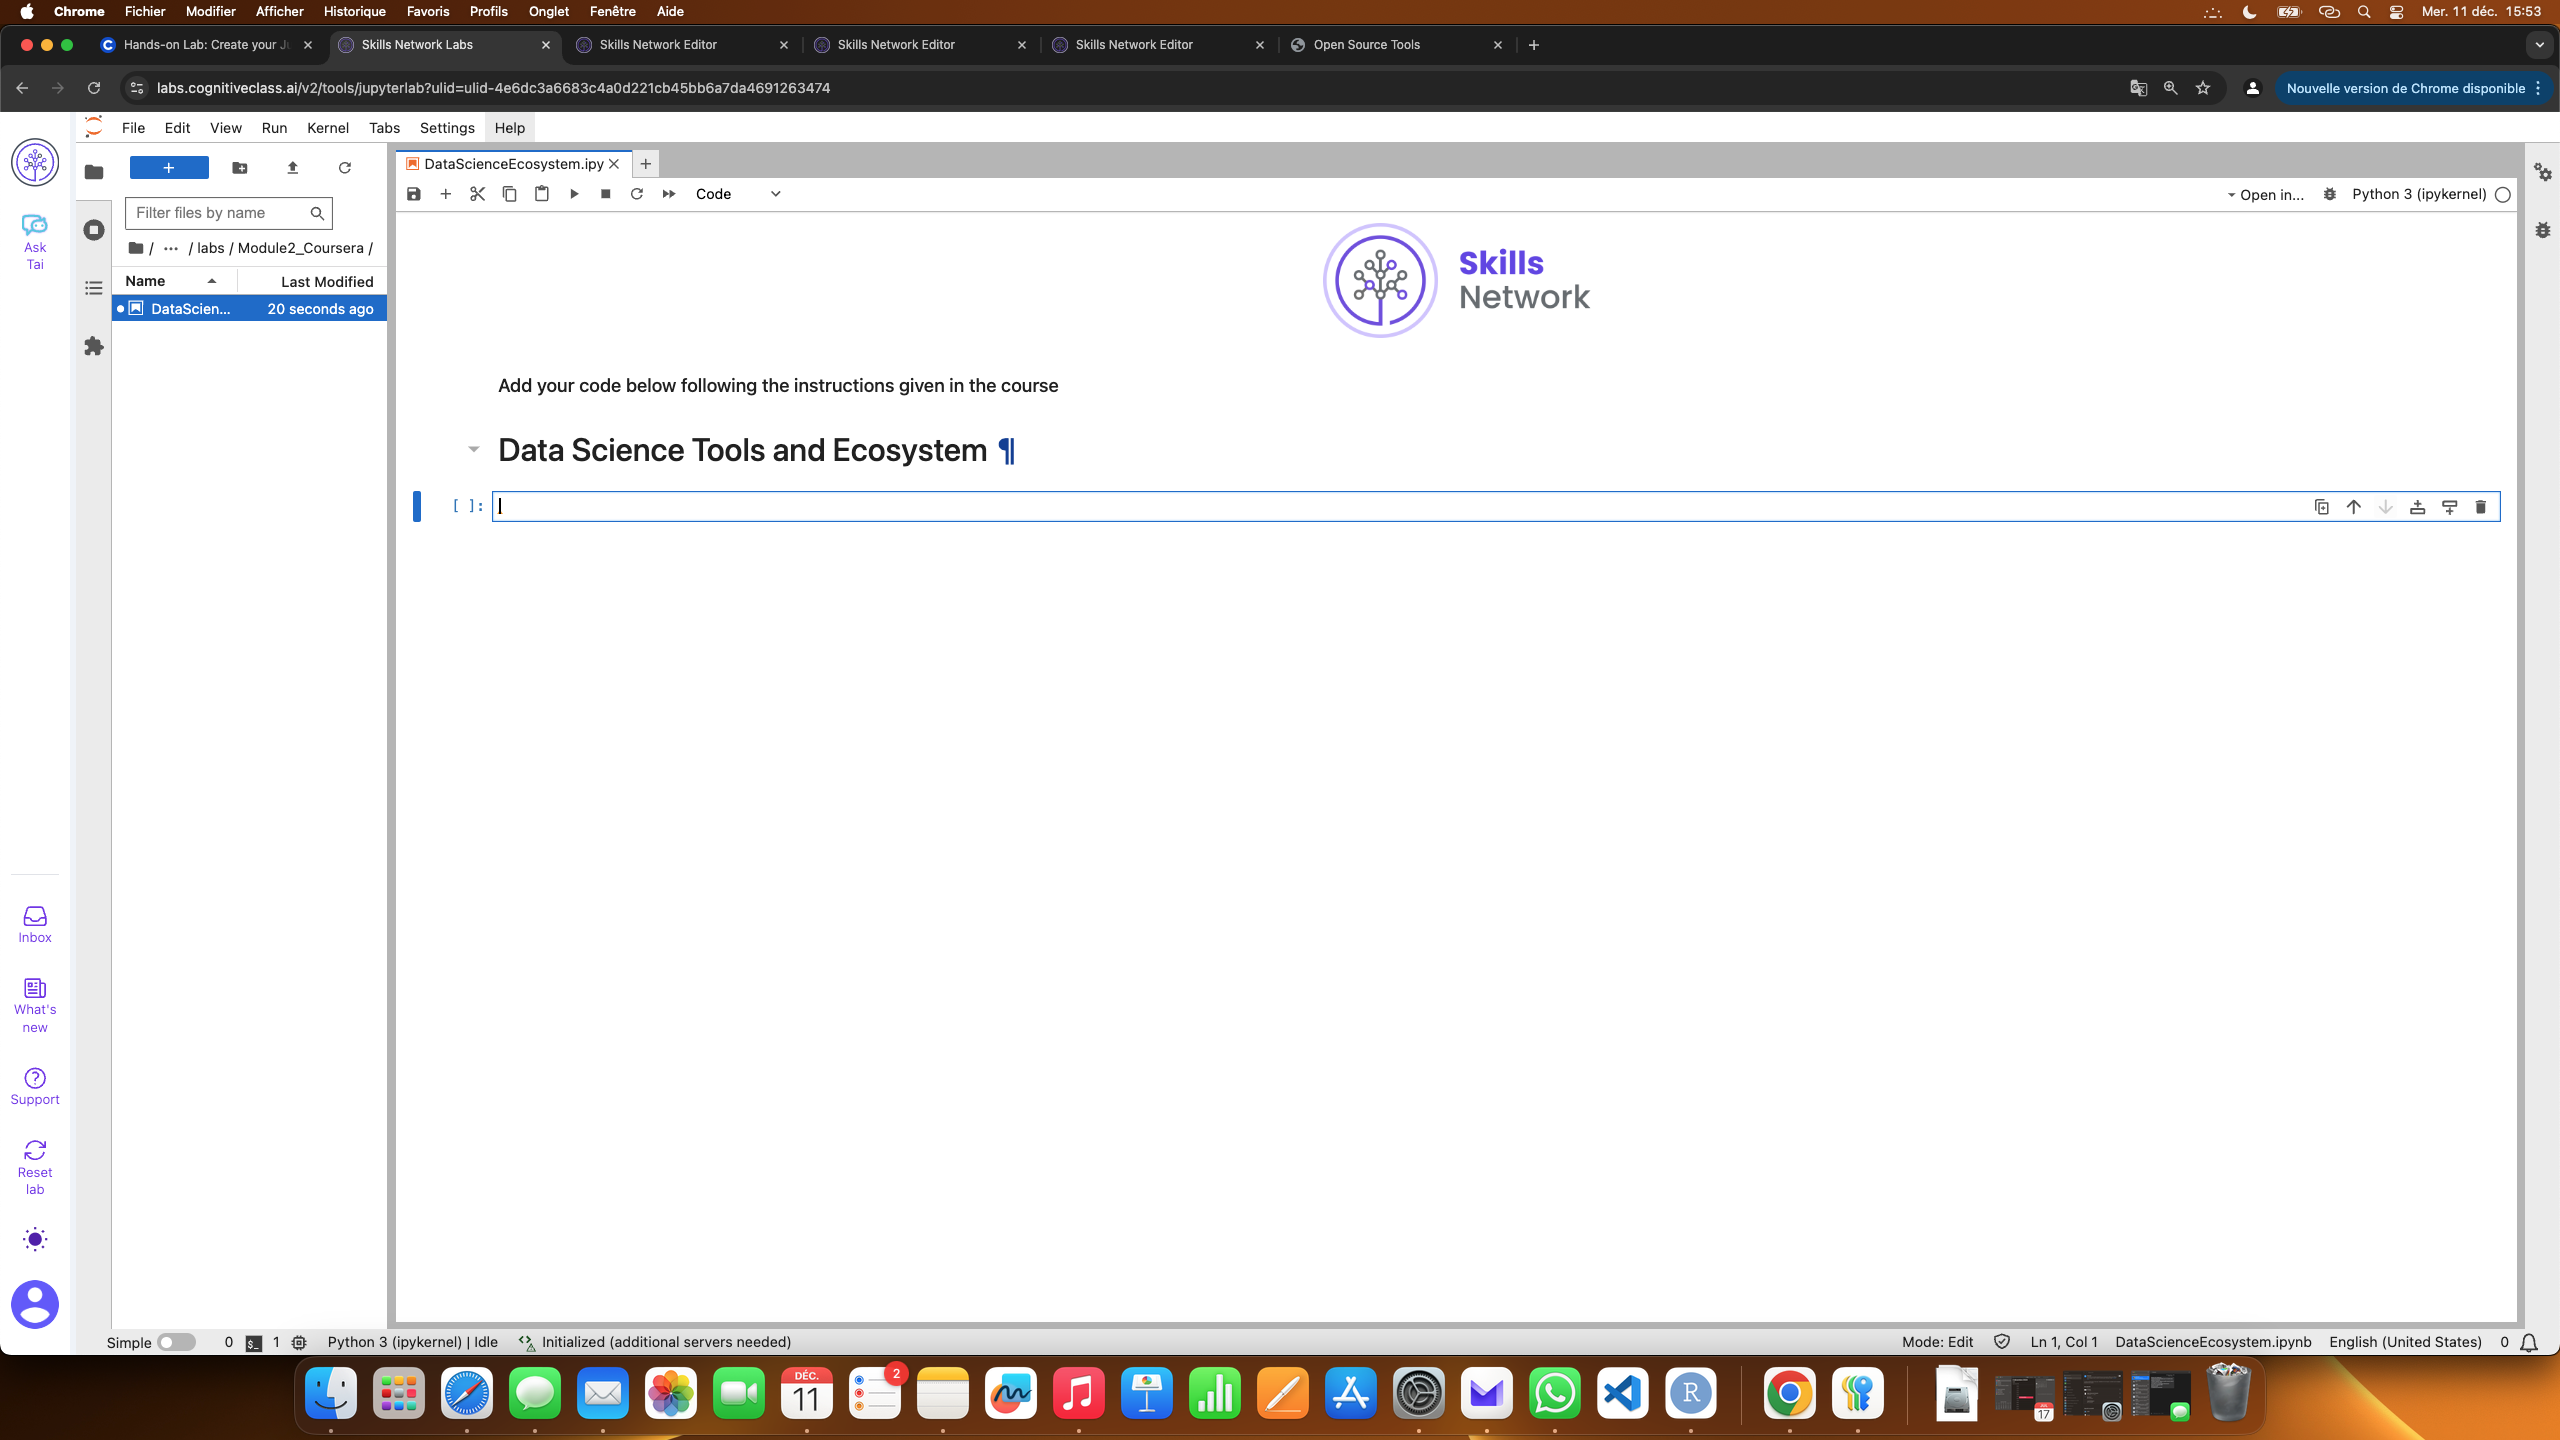 Chrome Fichier Modifier Afficher Historique Favoris Profils Onglet Fenêtre Aide Mer. 11 déc. 15:53
Hands-on Lab: Create your Ju Skills Network Labs Skills Network Editor Skills Network Editor Skills Network Editor Open Source Tools
labs.cognitiveclass.ai/v2/tools/jupyterlab?ulid=ulid-4e6dc3a6683c4a0d221cb45bb6a7da4691263474 Nouvelle version de Chrome disponible
File Edit View Run Kernel Tabs Settings Help
DataScienceEcosystem.ipy
Code Open in... Python 3 (ipykernel)
Filter files by name
/ ... / labs / Module2_Coursera /
Name Last Modified
DataScien... 20 seconds ago
Ask
Tai
Skills
Network
Add your code below following the instructions given in the course
Data Science Tools and Ecosystem ¶
[ ]:
Inbox
What's
new
Support
Reset
lab
Simple 0 $_ 1 Python 3 (ipykernel) | Idle Initialized (additional servers needed) Mode: Edit Ln 1, Col 1 DataScienceEcosystem.ipynb English (United States) 0
DÉC.
11
2
R
17